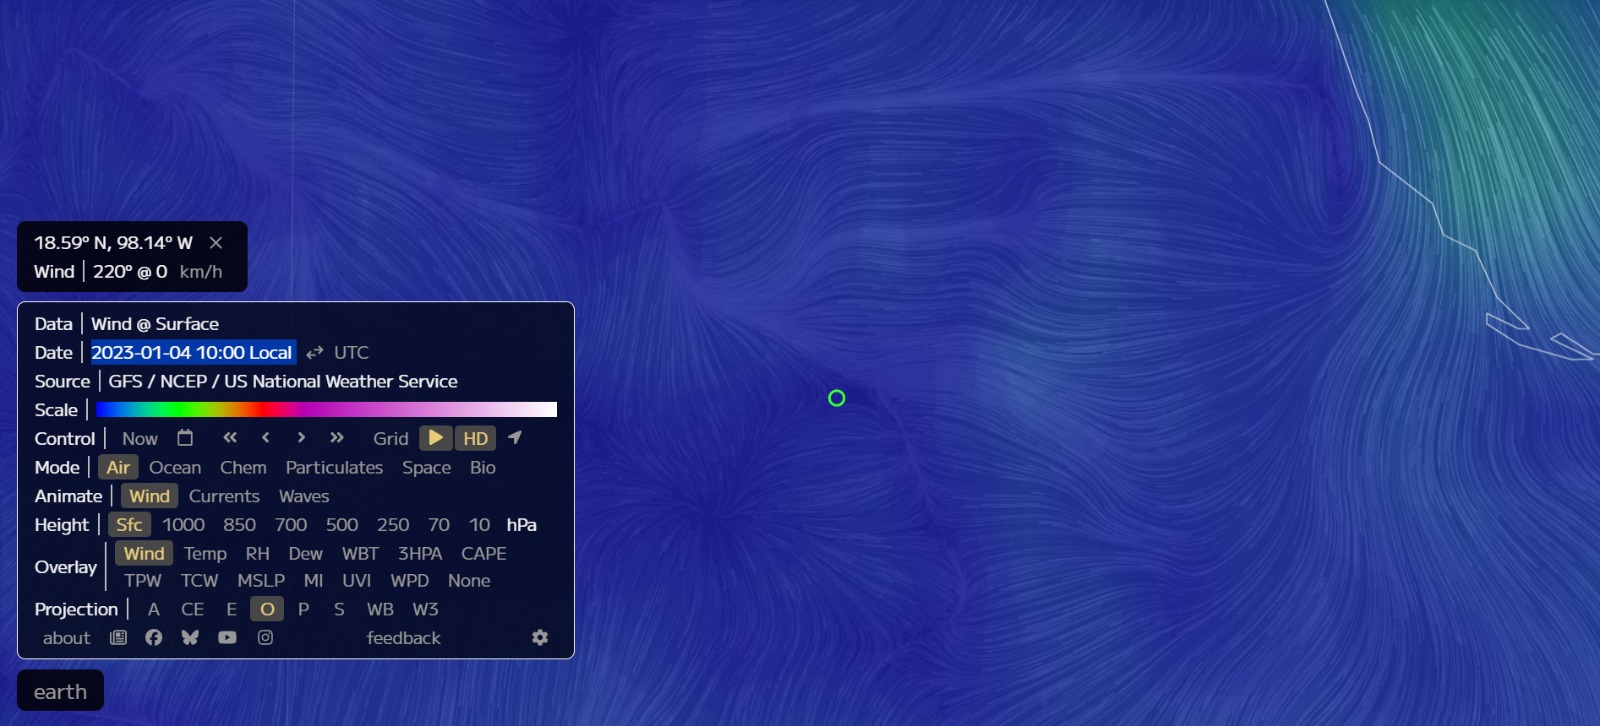 18.59° N, 98.14° W ×
Wind | 220° @ 0 km/h
Data | Wind @ Surface
Date | 2023-01-04 10:00 Local UTC
Source | GFS / NCEP / US National Weather Service
Scale |
Control | Now « ‹ › » Grid HD
Mode | Air Ocean Chem Particulates Space Bio
Animate | Wind Currents Waves
Height | Sfc 1000 850 700 500 250 70 10 hPa
Overlay | Wind Temp RH Dew WBT 3HPA CAPE
TPW TCW MSLP MI UVI WPD None
Projection | A CE E O P S WB W3
about feedback
earth